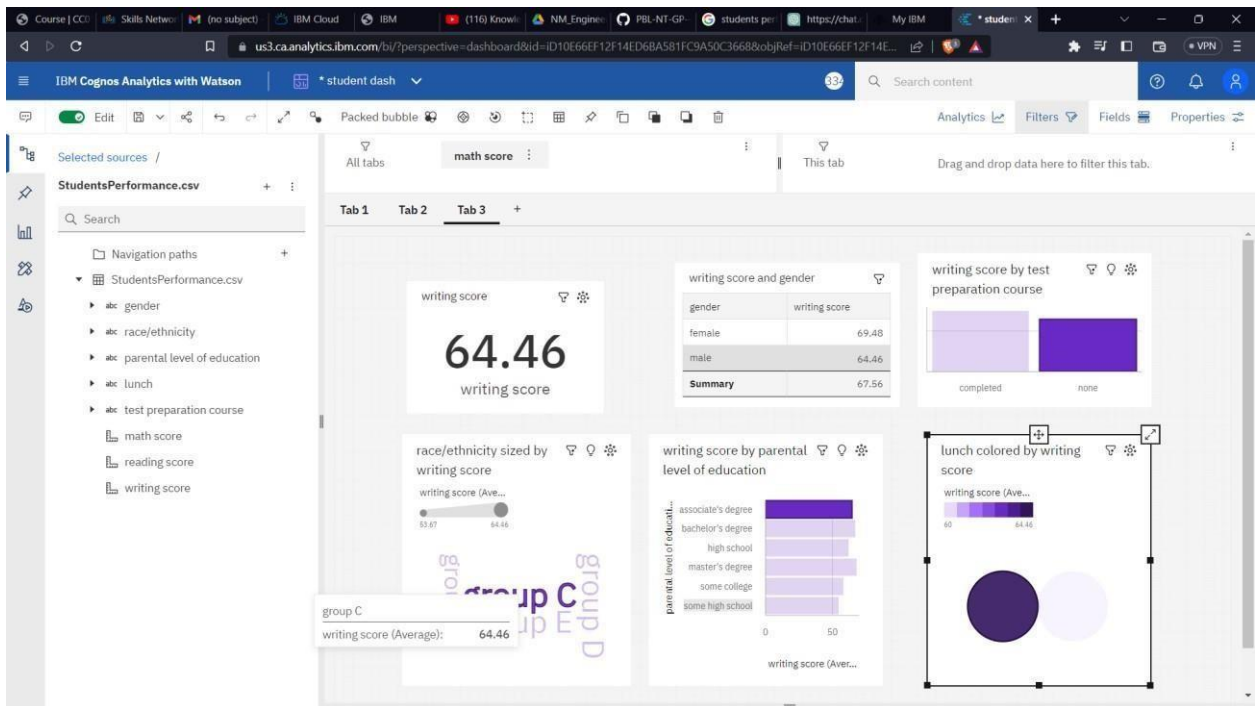 Course | CC
Skills Networ
(no subject)
IBM Cloud
IBM
(116) Knowle
NM_Enginee
PBL-NT-GP-
students per
https://chat.
My IBM
* student
us3.ca.analytics.ibm.com/bi/?perspective=dashboard&id=iD10E66EF12F14ED6BA581FC9A50C3668&objRef=iD10E66EF12F14E...
VPN
IBM Cognos Analytics with Watson
* student dash
334
Search content
Edit
Packed bubble
Analytics
Filters
Fields
Properties
Selected sources /
StudentsPerformance.csv
Search
Navigation paths
StudentsPerformance.csv
abc gender
abc race/ethnicity
abc parental level of education
abc lunch
abc test preparation course
math score
reading score
writing score
All tabs
math score
This tab
Drag and drop data here to filter this tab.
Tab 1 Tab 2 Tab 3
writing score
64.46
writing score
writing score and gender
gender writing score
female 69.48
male 64.46
Summary 67.56
writing score by test
preparation course
completed none
race/ethnicity sized by
writing score
writing score (Ave...
53.67 64.46
group C
group E
group D
group C
writing score (Average): 64.46
writing score by parental
level of education
parental level of educati...
associate's degree
bachelor's degree
high school
master's degree
some college
some high school
0 50
writing score (Aver...
lunch colored by writing
score
writing score (Ave...
60 64.46